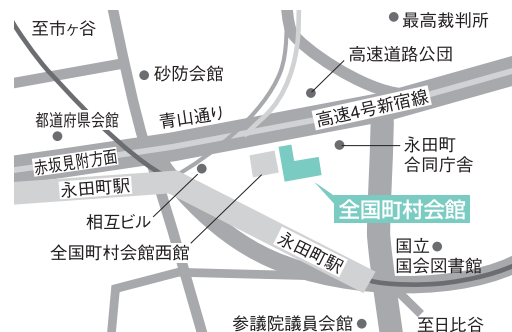 至市ヶ谷
最高裁判所
高速道路公団
砂防会館
青山通り
高速4号新宿線
都道府県会館
赤坂見附方面
永田町
合同庁舎
永田町駅
全国町村会館
相互ビル
全国町村会館西館
永田町駅
国立
国会図書館
参議院議員会館
至日比谷